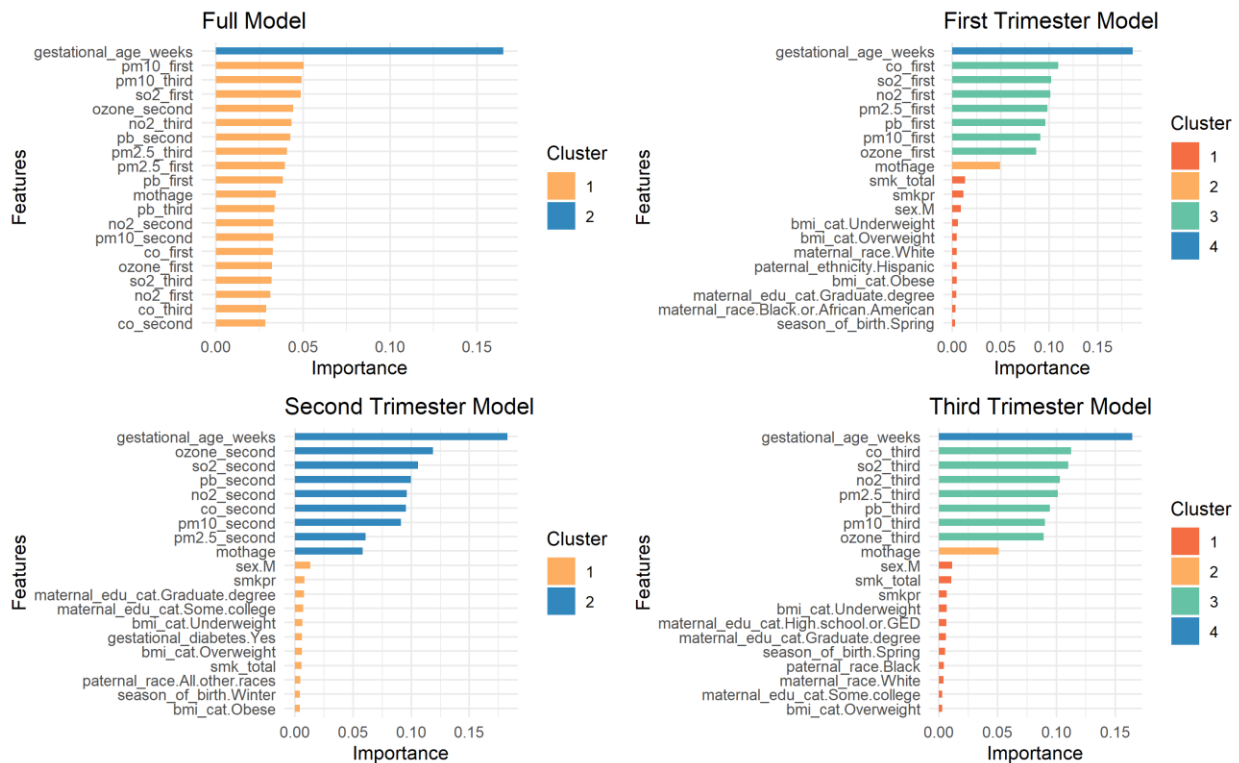 Full Model
Features
gestational_age_weeks
pm10_first
pm10_third
so2_first
ozone_second
no2_third
pb_second
pm2.5_third
pm2.5_first
pb_first
mothage
pb_third
no2_second
pm10_second
co_first
ozone_first
so2_third
no2_first
co_third
co_second
0.00 0.05 0.10 0.15
Importance
Cluster
1
2
First Trimester Model
Features
gestational_age_weeks
co_first
so2_first
no2_first
pm2.5_first
pb_first
pm10_first
ozone_first
mothage
smk_total
smkpr
sex.M
bmi_cat.Underweight
bmi_cat.Overweight
maternal_race.White
paternal_ethnicity.Hispanic
bmi_cat.Obese
maternal_edu_cat.Graduate.degree
maternal_race.Black.or.African.American
season_of_birth.Spring
0.00 0.05 0.10 0.15
Importance
Cluster
1
2
3
4
Second Trimester Model
Features
gestational_age_weeks
ozone_second
so2_second
pb_second
no2_second
co_second
pm10_second
pm2.5_second
mothage
sex.M
smkpr
maternal_edu_cat.Graduate.degree
maternal_edu_cat.Some.college
bmi_cat.Underweight
gestational_diabetes.Yes
bmi_cat.Overweight
smk_total
paternal_race.All.other.races
season_of_birth.Winter
bmi_cat.Obese
0.00 0.05 0.10 0.15
Importance
Cluster
1
2
Third Trimester Model
Features
gestational_age_weeks
co_third
so2_third
no2_third
pm2.5_third
pb_third
pm10_third
ozone_third
mothage
sex.M
smk_total
smkpr
bmi_cat.Underweight
maternal_edu_cat.High.school.or.GED
maternal_edu_cat.Graduate.degree
season_of_birth.Spring
paternal_race.Black
maternal_race.White
maternal_edu_cat.Some.college
bmi_cat.Overweight
0.00 0.05 0.10 0.15
Importance
Cluster
1
2
3
4